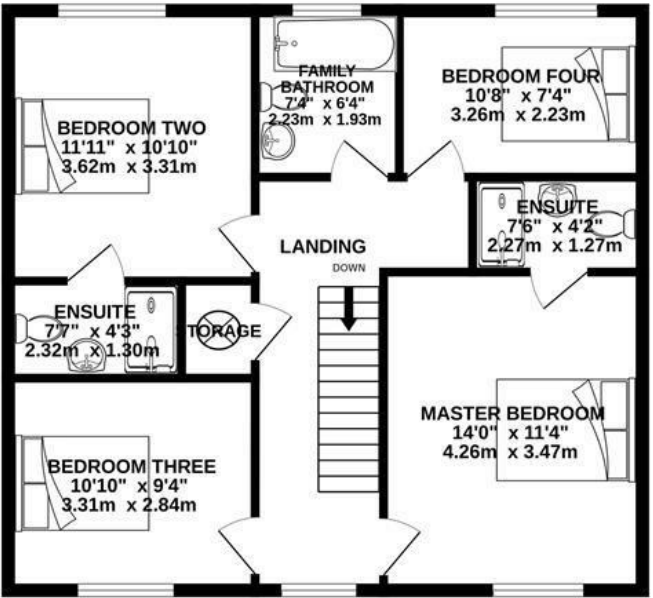 FAMILY
BATHROOM
7'4" x 6'4"
2.23m x 1.93m
BEDROOM FOUR
10'8" x 7'4"
3.26m x 2.23m
BEDROOM TWO
11'11" x 10'10"
3.62m x 3.31m
ENSUITE
7'6" x 4'2"
2.27m x 1.27m
LANDING
DOWN
ENSUITE
7'7" x 4'3"
2.32m x 1.30m
STORAGE
MASTER BEDROOM
14'0" x 11'4"
4.26m x 3.47m
BEDROOM THREE
10'10" x 9'4"
3.31m x 2.84m